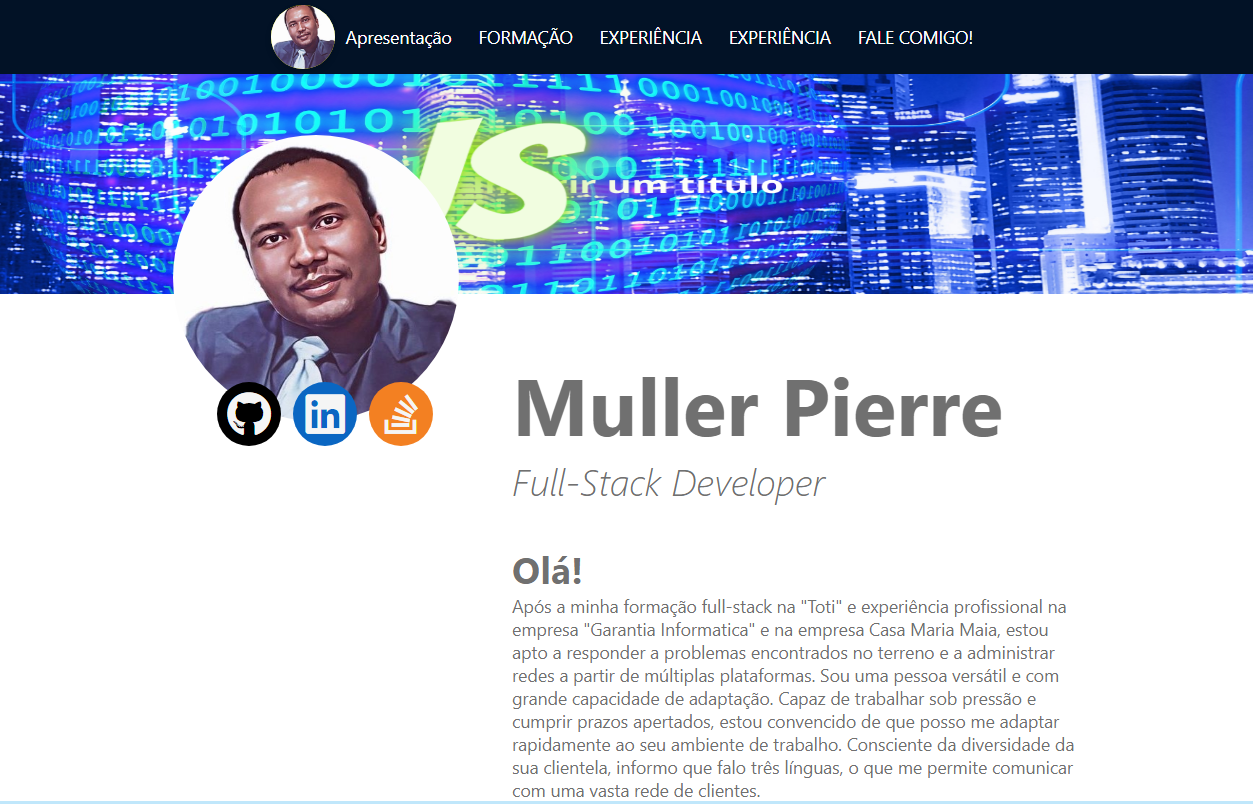 Apresentação FORMAÇÃO EXPERIÊNCIA EXPERIÊNCIA FALE COMIGO!
JS
ir um título
in
Muller Pierre
Full-Stack Developer
Olá!
Após a minha formação full-stack na "Toti" e experiência profissional na
empresa "Garantia Informatica" e na empresa Casa Maria Maia, estou
apto a responder a problemas encontrados no terreno e a administrar
redes a partir de múltiplas plataformas. Sou uma pessoa versátil e com
grande capacidade de adaptação. Capaz de trabalhar sob pressão e
cumprir prazos apertados, estou convencido de que posso me adaptar
rapidamente ao seu ambiente de trabalho. Consciente da diversidade da
sua clientela, informo que falo três línguas, o que me permite comunicar
com uma vasta rede de clientes.